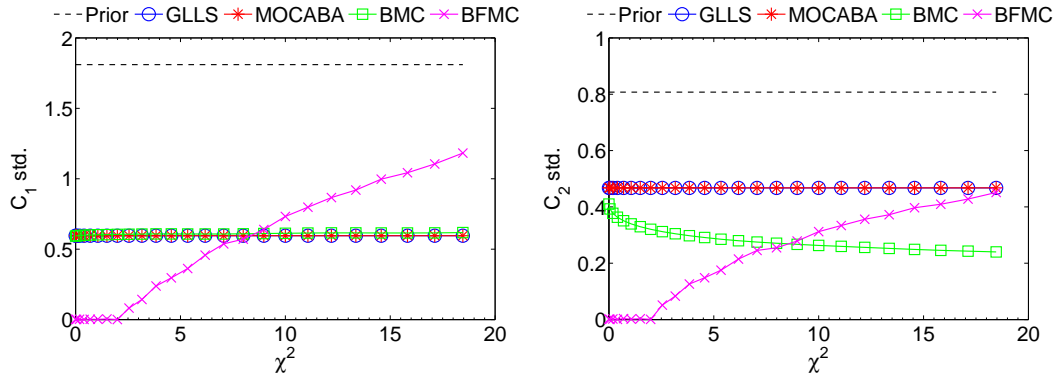 Prior GLLS MOCABA BMC BFMC
2
1.5
1
0.5
0
0 5 10 15 20
C1 std.
χ2
Prior GLLS MOCABA BMC BFMC
1
0.8
0.6
0.4
0.2
0
0 5 10 15 20
C2 std.
χ2